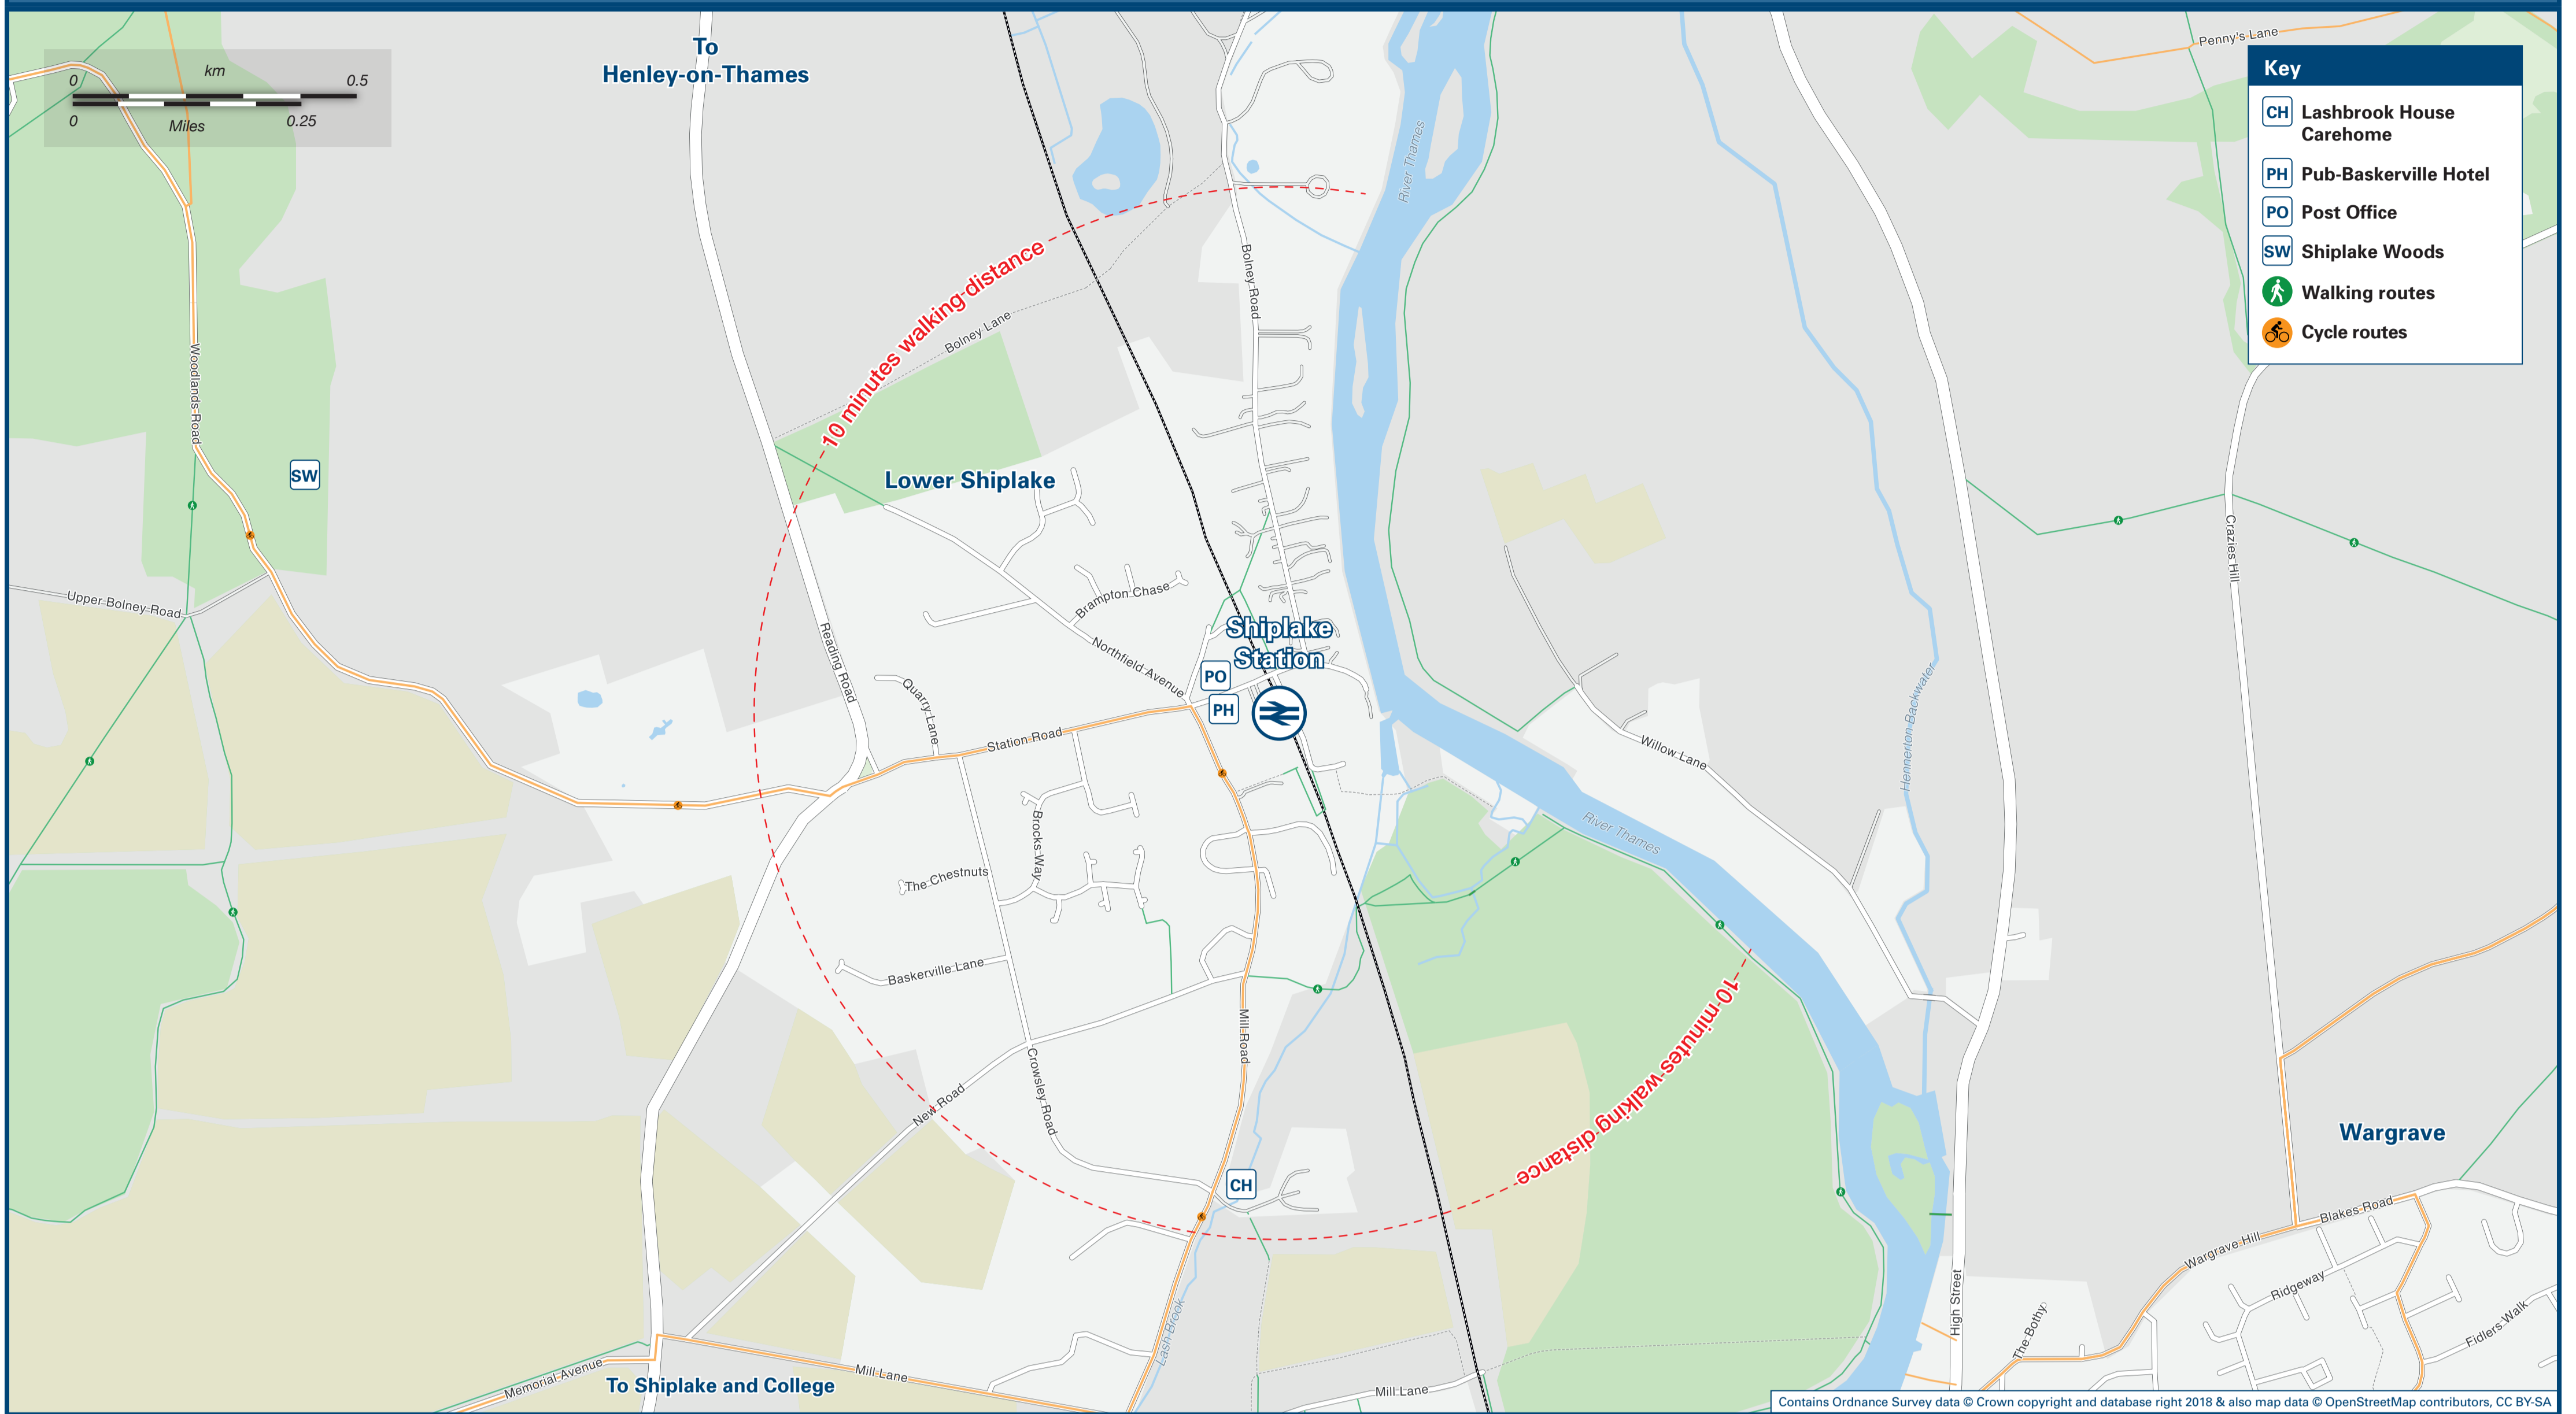 To
Henley-on-Thames
km
0 0.5
0 0.25
Miles
Penny's Lane
Key
CH Lashbrook House
Carehome
PH Pub-Baskerville Hotel
PO Post Office
SW Shiplake Woods
Walking routes
Cycle routes
River Thames
Bolney Road
10 minutes walking distance
Bolney Lane
Woodlands Road
SW
Lower Shiplake
Crazies Hill
Upper Bolney Road
Brampton Chase
Shiplake
Station
Reading Road
Northfield Avenue
PO
PH
Quarry Lane
Station Road
Willow Lane
Hennerton Backwater
River Thames
Brocks Way
The Chestnuts
Baskerville Lane
Mill Road
10 minutes walking distance
New Road
Crowsley Road
Wargrave
CH
Blakes Road
Wargrave Hill
Ridgeway
High Street
The Bothy
Fidlers Walk
Lash Brook
Memorial Avenue
To Shiplake and College
Mill Lane
Mill Lane
Contains Ordnance Survey data © Crown copyright and database right 2018 & also map data © OpenStreetMap contributors, CC BY-SA